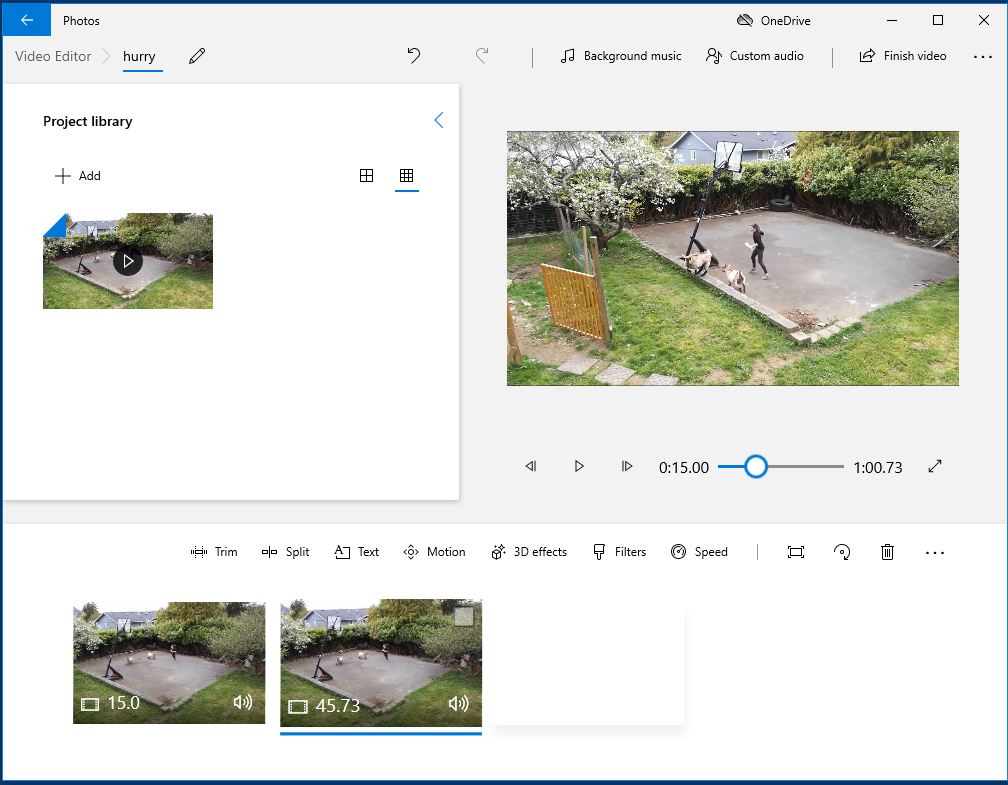 Photos
OneDrive
Video Editor
hurry
Background music
Custom audio
Finish video
Project library
Add
0:15.00
1:00.73
Trim
Split
Text
Motion
3D effects
Filters
Speed
15.0
45.73